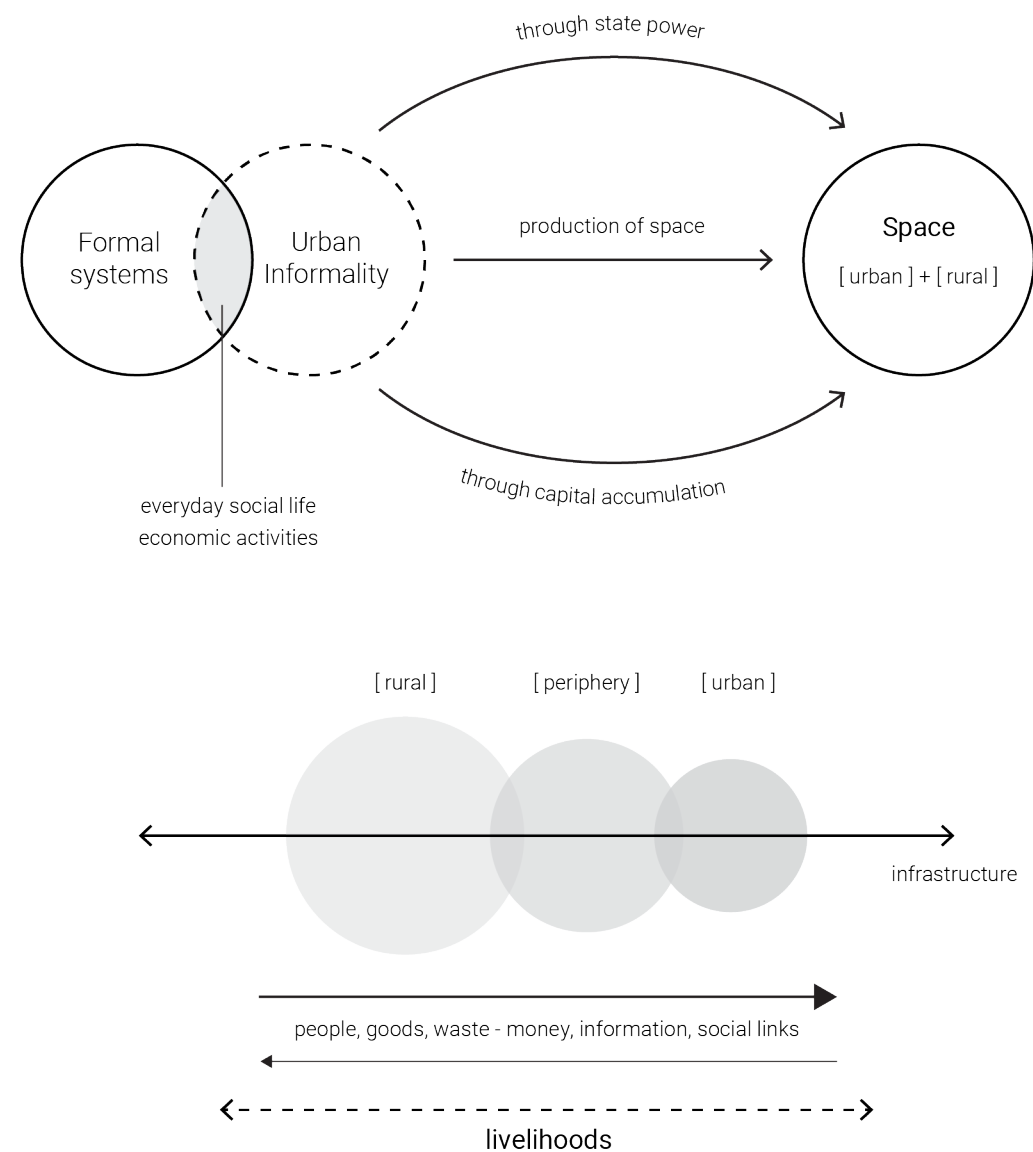 through state power
Formal
systems
Urban
Informality
production of space
Space
[ urban ] + [ rural ]
through capital accumulation
everyday social life
economic activities
[ rural ]
[ periphery ]
[ urban ]
infrastructure
people, goods, waste - money, information, social links
livelihoods